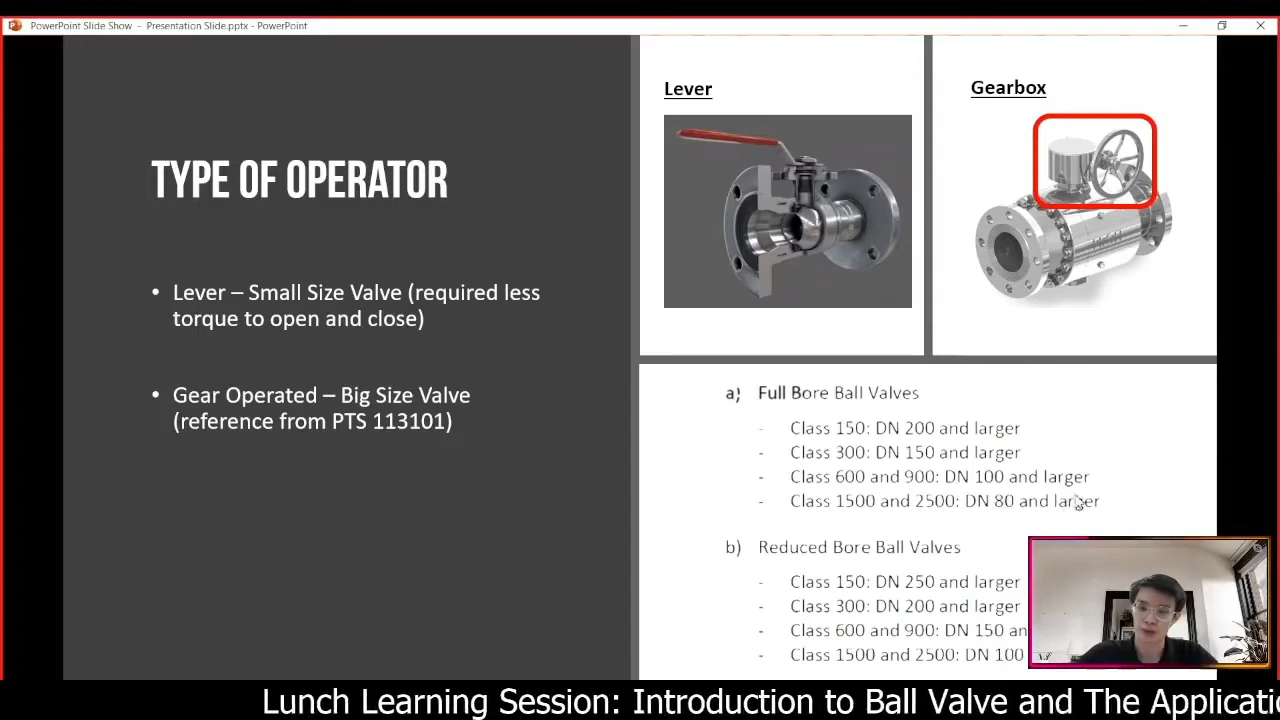 PowerPoint Slide Show - Presentation Slide.pptx - PowerPoint
TYPE OF OPERATOR
• Lever – Small Size Valve (required less
torque to open and close)
• Gear Operated – Big Size Valve
(reference from PTS 113101)
Lever
Gearbox
a) Full Bore Ball Valves
- Class 150: DN 200 and larger
- Class 300: DN 150 and larger
- Class 600 and 900: DN 100 and larger
- Class 1500 and 2500: DN 80 and larger
b) Reduced Bore Ball Valves
- Class 150: DN 250 and larger
- Class 300: DN 200 and larger
- Class 600 and 900: DN 150 an
- Class 1500 and 2500: DN 100
Lunch Learning Session: Introduction to Ball Valve and The Applicati